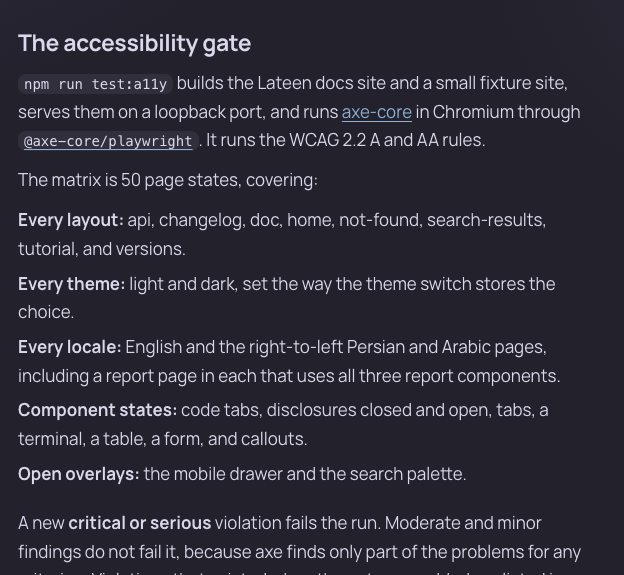 The accessibility gate
npm run test:a11y builds the Lateen docs site and a small fixture site,
serves them on a loopback port, and runs axe-core in Chromium through
@axe-core/playwright. It runs the WCAG 2.2 A and AA rules.
The matrix is 50 page states, covering:
Every layout: api, changelog, doc, home, not-found, search-results,
tutorial, and versions.
Every theme: light and dark, set the way the theme switch stores the
choice.
Every locale: English and the right-to-left Persian and Arabic pages,
including a report page in each that uses all three report components.
Component states: code tabs, disclosures closed and open, tabs, a
terminal, a table, a form, and callouts.
Open overlays: the mobile drawer and the search palette.
A new critical or serious violation fails the run. Moderate and minor
findings do not fail it, because axe finds only part of the problems for any